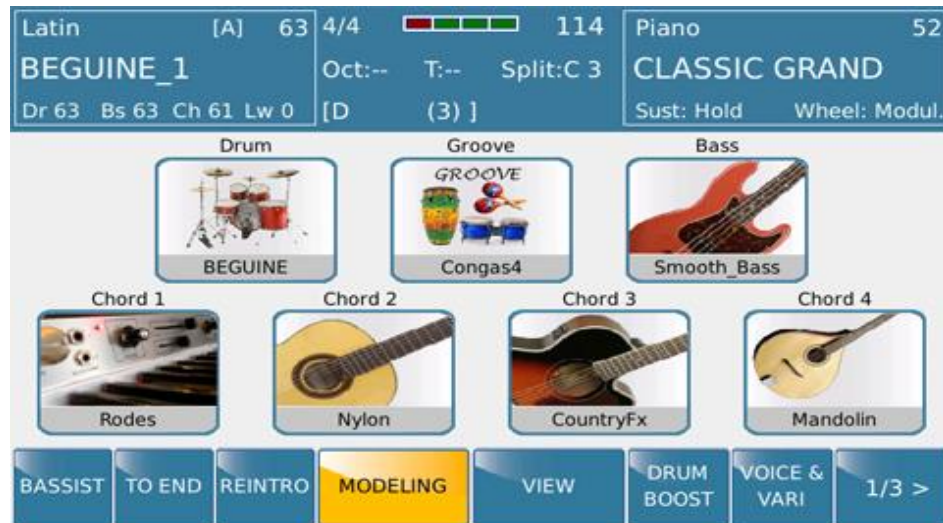 Latin [A] 63 4/4 114 Piano 52
BEGUINE_1 Oct:-- T:-- Split:C 3 CLASSIC GRAND
Dr 63 Bs 63 Ch 61 Lw 0 [D (3) ] Sust: Hold Wheel: Modul.
Drum Groove Bass
GROOVE
BEGUINE Congas4 Smooth_Bass
Chord 1 Chord 2 Chord 3 Chord 4
Rodes Nylon CountryFx Mandolin
BASSIST TO END REINTRO MODELING VIEW DRUM BOOST VOICE & VARI 1/3 >